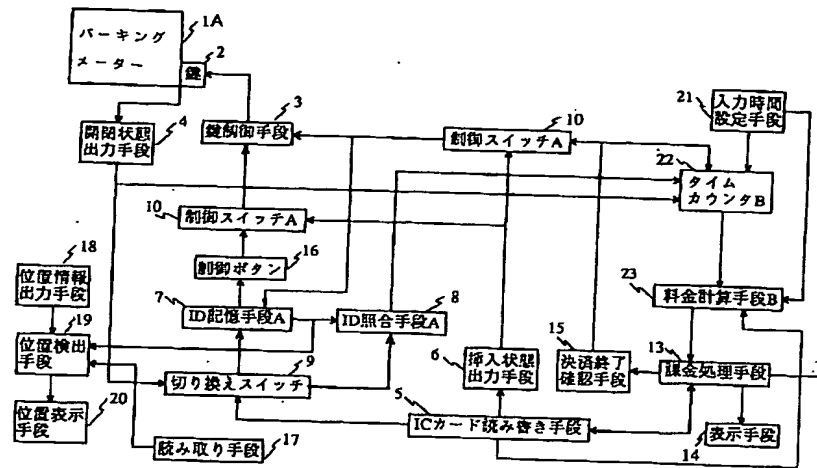 1A
パーキング
メーター
2
鍵
3
鍵制御手段
4
開閉状態
出力手段
10
制御スイッチA
21
入力時間
設定手段
22
タイム
カウンタB
10
制御スイッチA
16
制御ボタン
18
位置情報
出力手段
7
ID記憶手段A
8
ID照合手段A
23
料金計算手段B
19
位置検出
手段
9
切り換えスイッチ
6
挿入状態
出力手段
15
決済終了
確認手段
13
課金処理手段
20
位置表示
手段
5
ICカード読み書き手段
17
読み取り手段
14
表示手段